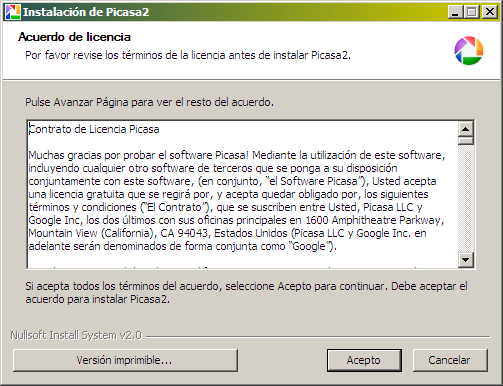 Instalación de Picasa2
Acuerdo de licencia
Por favor revise los términos de la licencia antes de instalar Picasa2.
Pulse Avanzar Página para ver el resto del acuerdo.
Contrato de Licencia Picasa
Muchas gracias por probar el software Picasa! Mediante la utilización de este software,
incluyendo cualquier otro software de terceros que se ponga a su disposición
conjuntamente con este software, (en conjunto, "el Software Picasa"), Usted acepta
una licencia gratuita que se regirá por, y acepta quedar obligado por, los siguientes
términos y condiciones ("El Contrato"), que se suscriben entre Usted, Picasa LLC y
Google Inc, los dos últimos con sus oficinas principales en 1600 Amphitheatre Parkway,
Mountain View (California), CA 94043, Estados Unidos (Picasa LLC y Google Inc. en
adelante serán denominados de forma conjunta como "Google").
Si acepta todos los términos del acuerdo, seleccione Acepto para continuar. Debe aceptar el
acuerdo para instalar Picasa2.
Nullsoft Install System v2.0
Versión imprimible...
Acepto
Cancelar